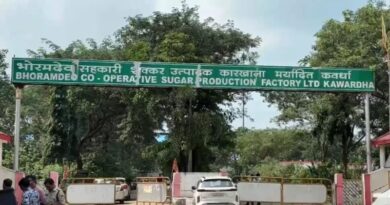 भोरमदेव सहकारी शक्कर उत्पादक कारखाना मर्यादित कवर्धा
BHORAMDEO CO - OPERATIVE SUGAR PRODUCTION FACTORY LTD KAWARDHA